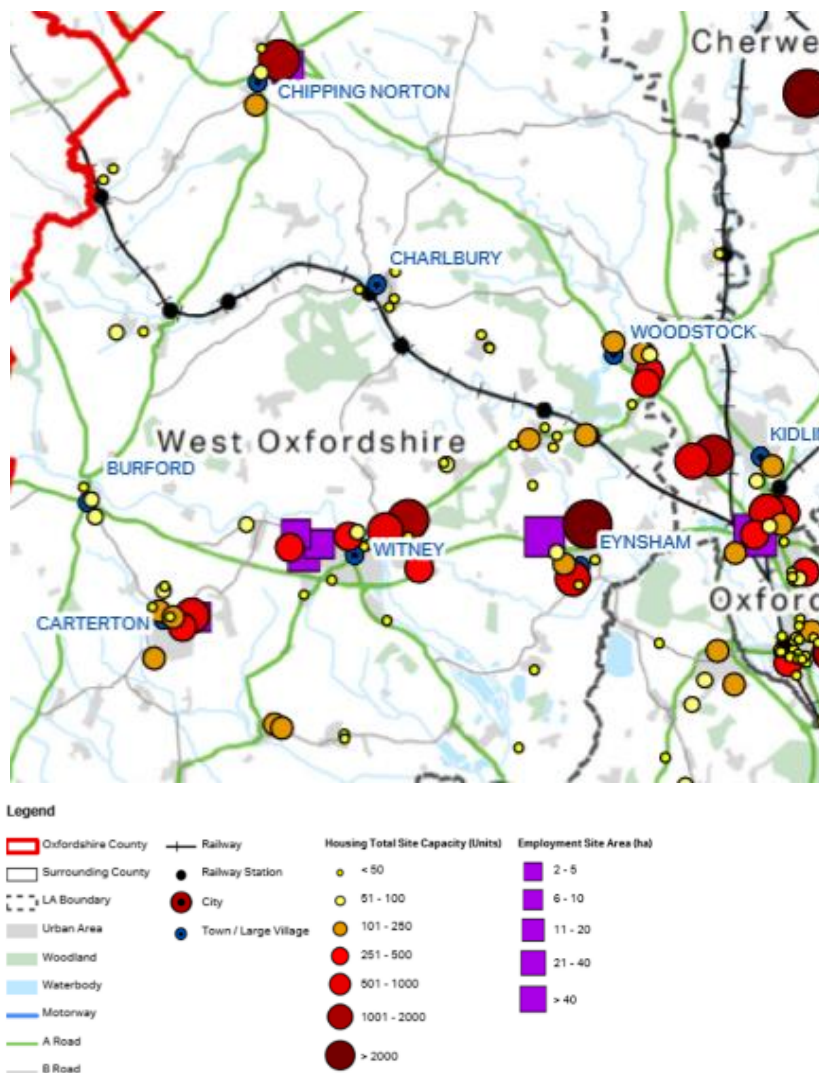 Cherwe
CHIPPING NORTON
CHARLBURY
WOODSTOCK
West Oxfordshire
KIDLI
BURFORD
WITNEY
EYNSHAM
CARTERTON
Oxford
Legend
Oxfordshire County
Surrounding County
LA Boundary
Urban Area
Woodland
Waterbody
Motorway
A Road
B Road
Railway
Railway Station
City
Town / Large Village
Housing Total Site Capacity (Units)
< 50
51 - 100
101 - 250
251 - 500
501 - 1000
1001 - 2000
> 2000
Employment Site Area (ha)
2 - 5
6 - 10
11 - 20
21 - 40
> 40